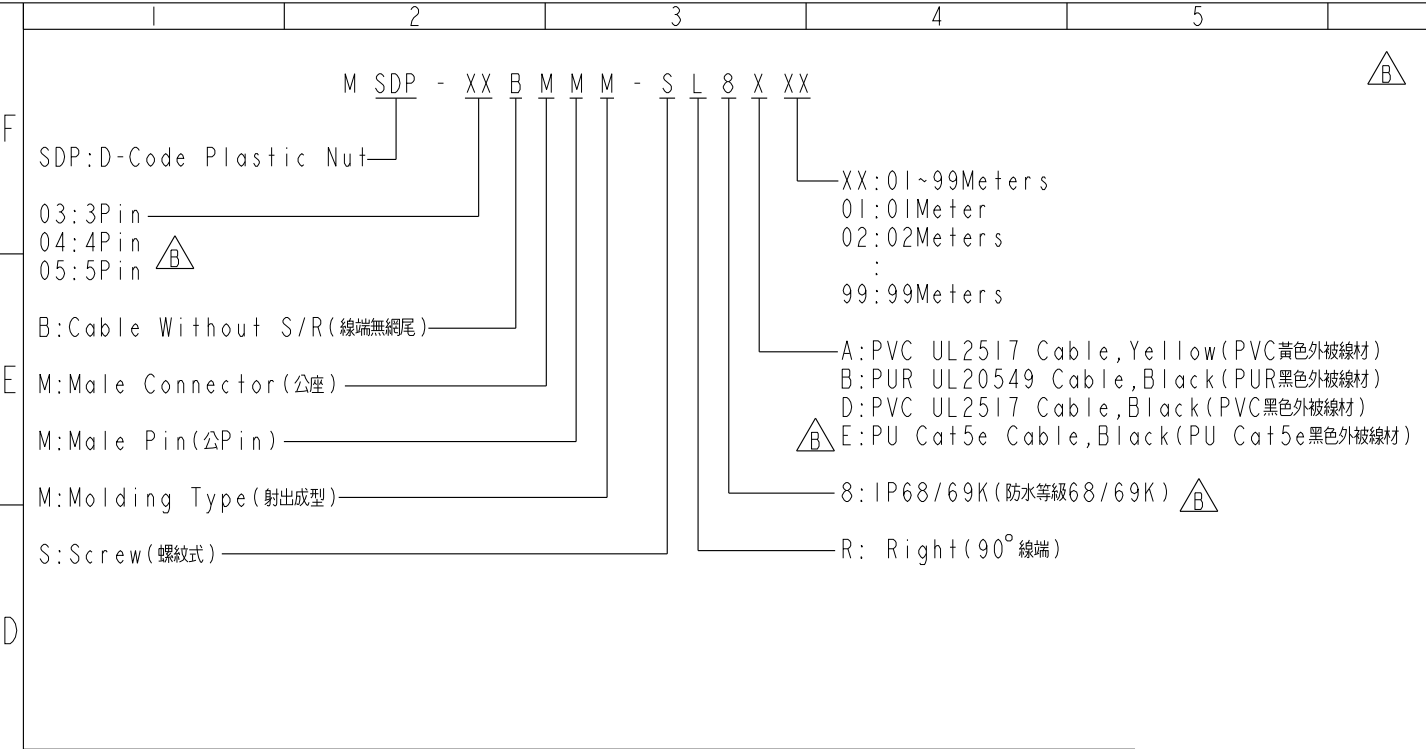 1 2 3 4 5
B
M SDP - XX B M M M - S L 8 X XX
F
SDP:D-Code Plastic Nut
03:3Pin
04:4Pin
B
05:5Pin
B:Cable Without S/R(線端無網尾)
E
M:Male Connector(公座)
M:Male Pin(公Pin)
M:Molding Type(射出成型)
S:Screw(螺紋式)
D
XX:01~99Meters
01:01Meter
02:02Meters
:
99:99Meters
A:PVC UL2517 Cable,Yellow(PVC黃色外被線材)
B:PUR UL20549 Cable,Black(PUR黑色外被線材)
D:PVC UL2517 Cable,Black(PVC黑色外被線材)
B E:PU Cat5e Cable,Black(PU Cat5e黑色外被線材)
8:IP68/69K(防水等級68/69K) B
R: Right(90°線端)